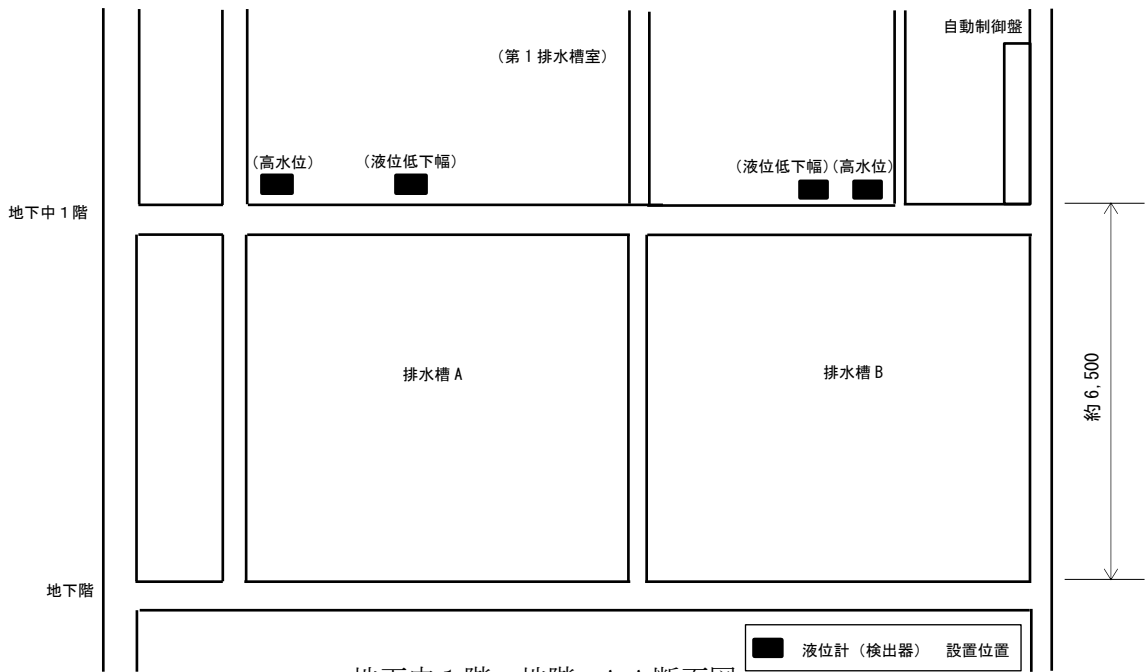 自動制御盤
(第1排水槽室)
(高水位)
(液位低下幅)
(液位低下幅)
(高水位)
地下中1階
排水槽A
排水槽B
約6,500
地下階
液位計(検出器) 設置位置